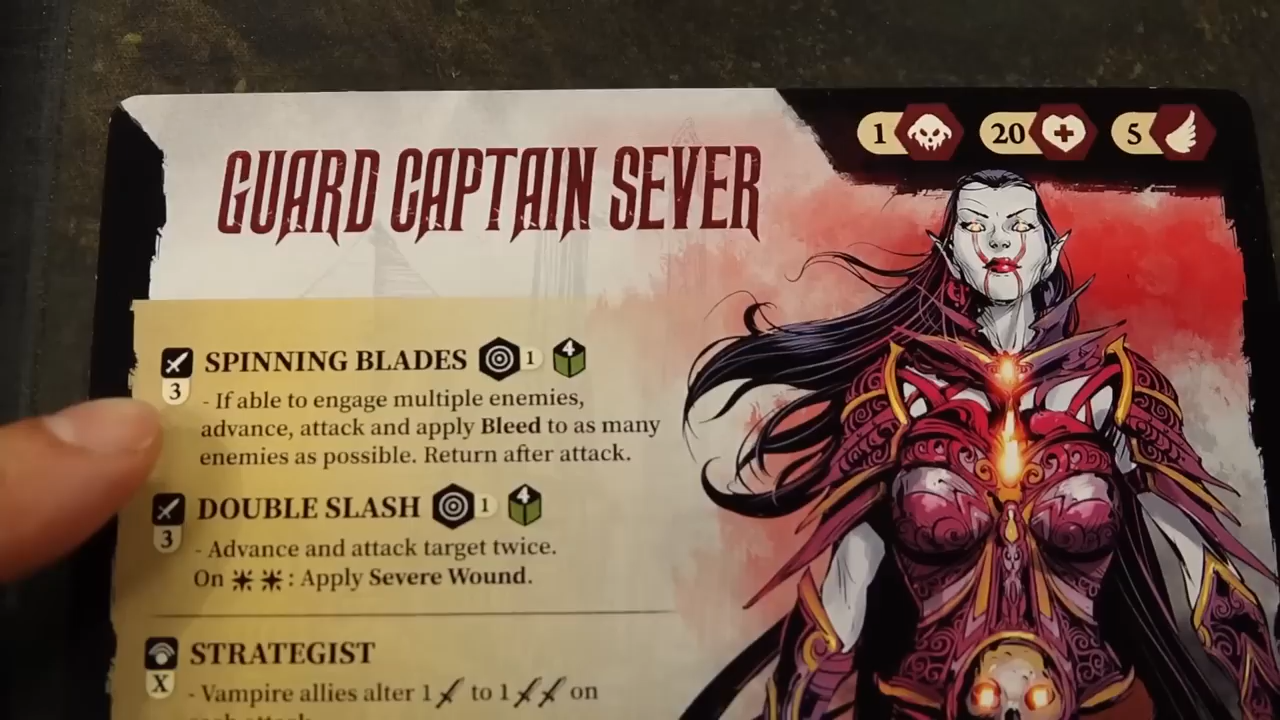 1 20 5
GUARD CAPTAIN SEVER
SPINNING BLADES 1 4
3
- If able to engage multiple enemies,
advance, attack and apply Bleed to as many
enemies as possible. Return after attack.
DOUBLE SLASH 1 4
3
- Advance and attack target twice.
On : Apply Severe Wound.
STRATEGIST
X
- Vampire allies alter 1 to 1 on